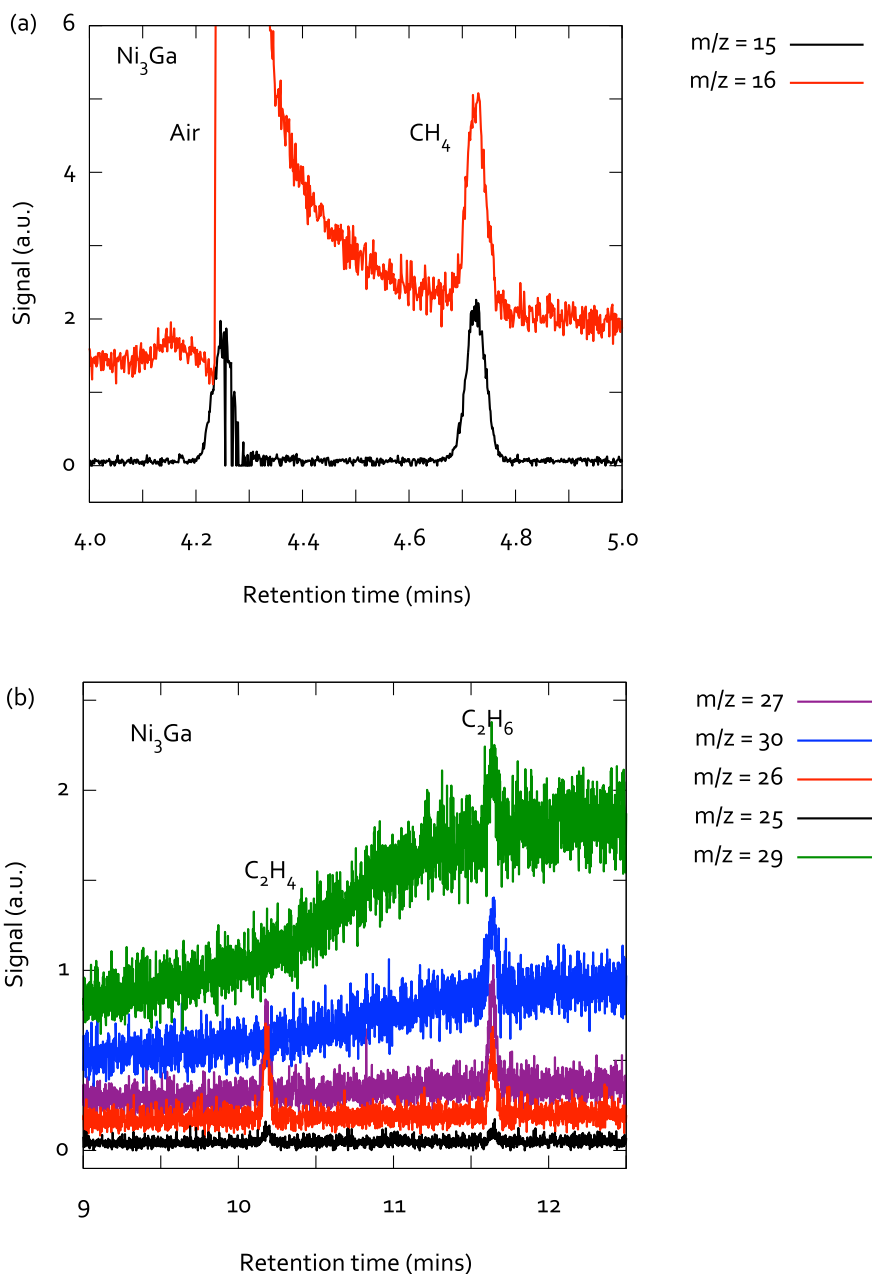 (a)
6
Ni₃Ga
m/z = 15
m/z = 16
Air
CH₄
4
2
0
Signal (a.u.)
4.0 4.2 4.4 4.6 4.8 5.0
Retention time (mins)
(b)
Ni₃Ga
C₂H₆
m/z = 27
m/z = 30
m/z = 26
m/z = 25
m/z = 29
2
C₂H₄
1
0
Signal (a.u.)
9 10 11 12
Retention time (mins)